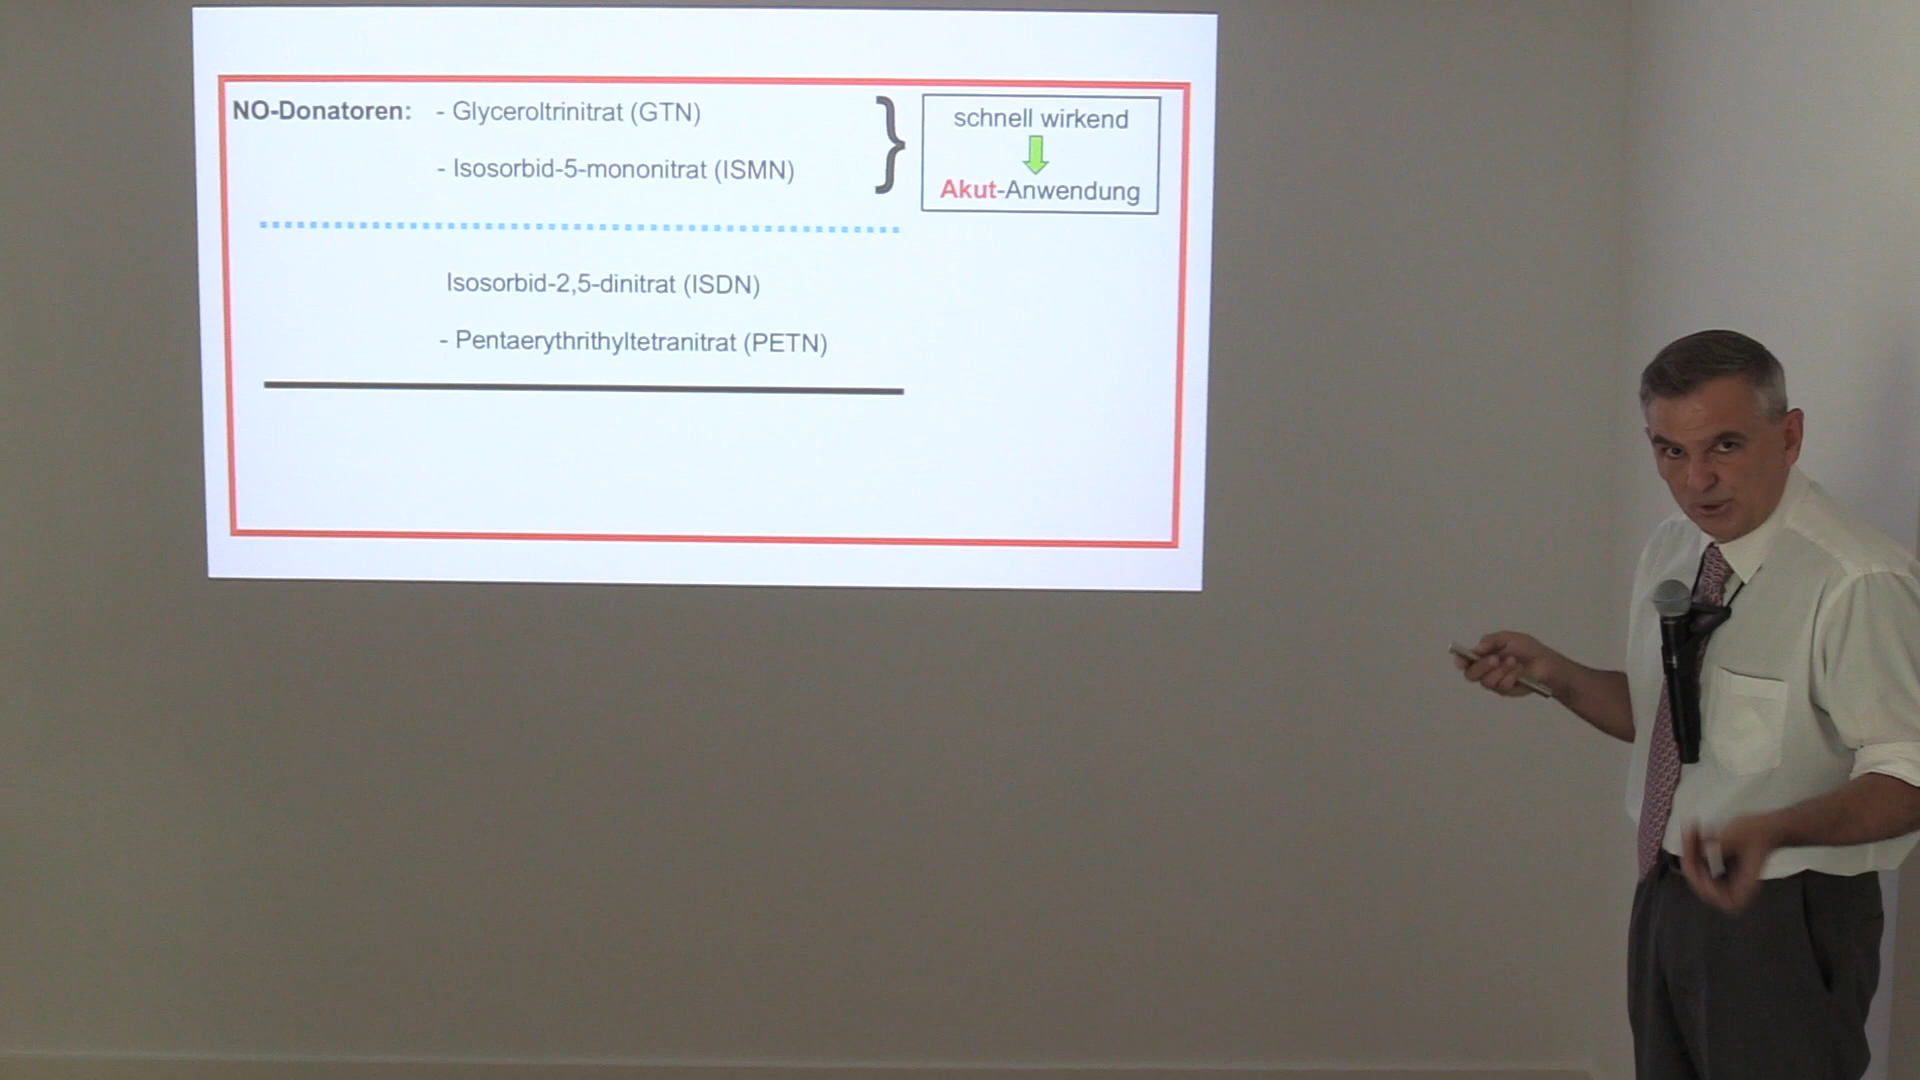 NO-Donatoren: - Glyceroltrinitrat (GTN)
- Isosorbid-5-mononitrat (ISMN)
schnell wirkend
Akut-Anwendung
Isosorbid-2,5-dinitrat (ISDN)
- Pentaerythrithyltetranitrat (PETN)